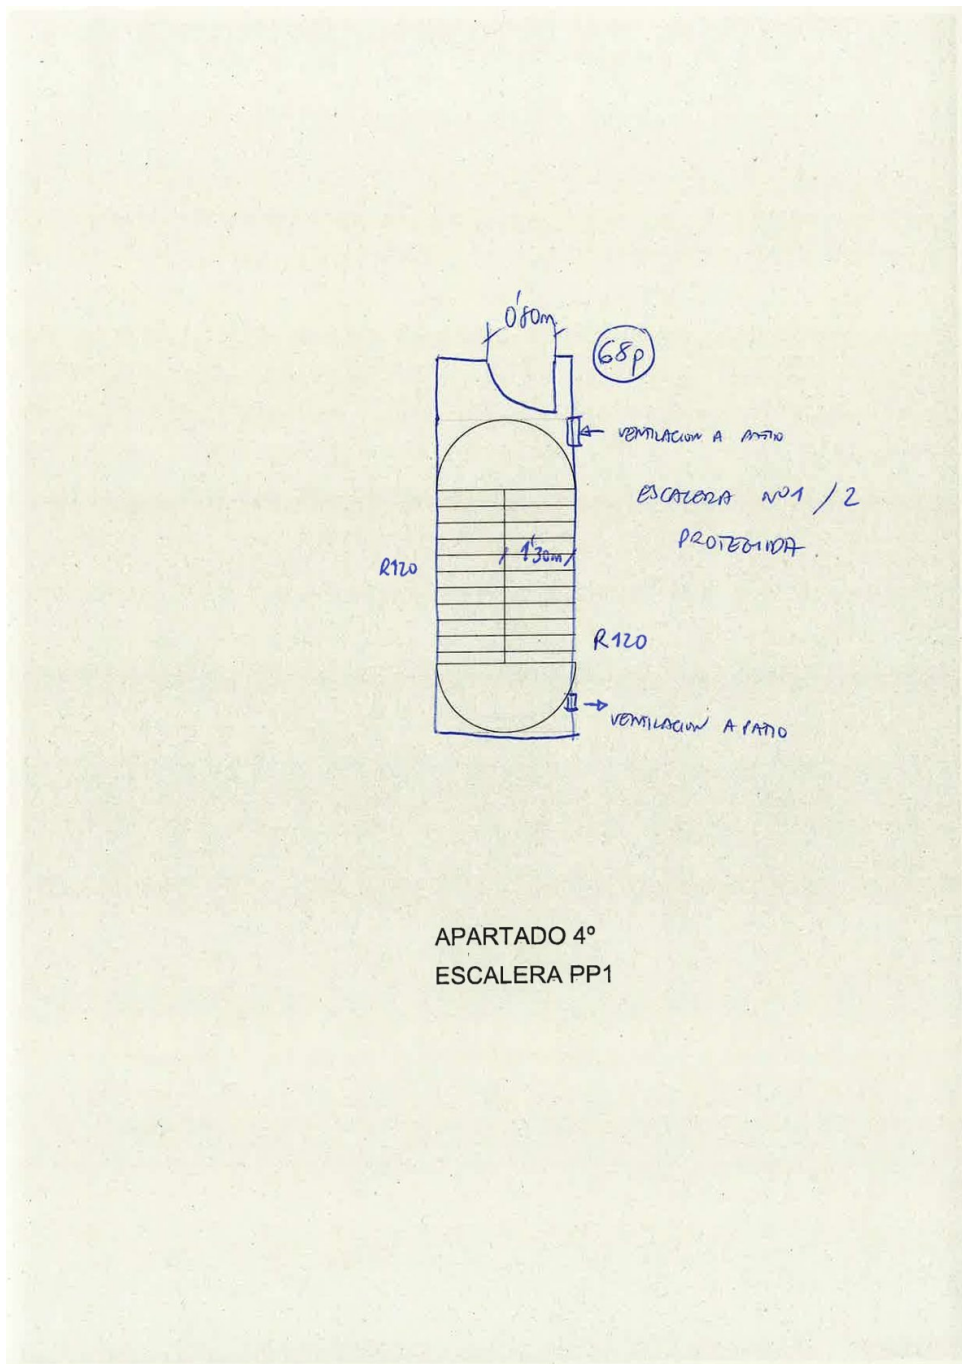 0'80m
68p
VENTILACION A PATIO
ESCALERA Nº1 / 2
PROTEGIDA.
1'30m
R120
R120
VENTILACION A PATIO
APARTADO 4º
ESCALERA PP1